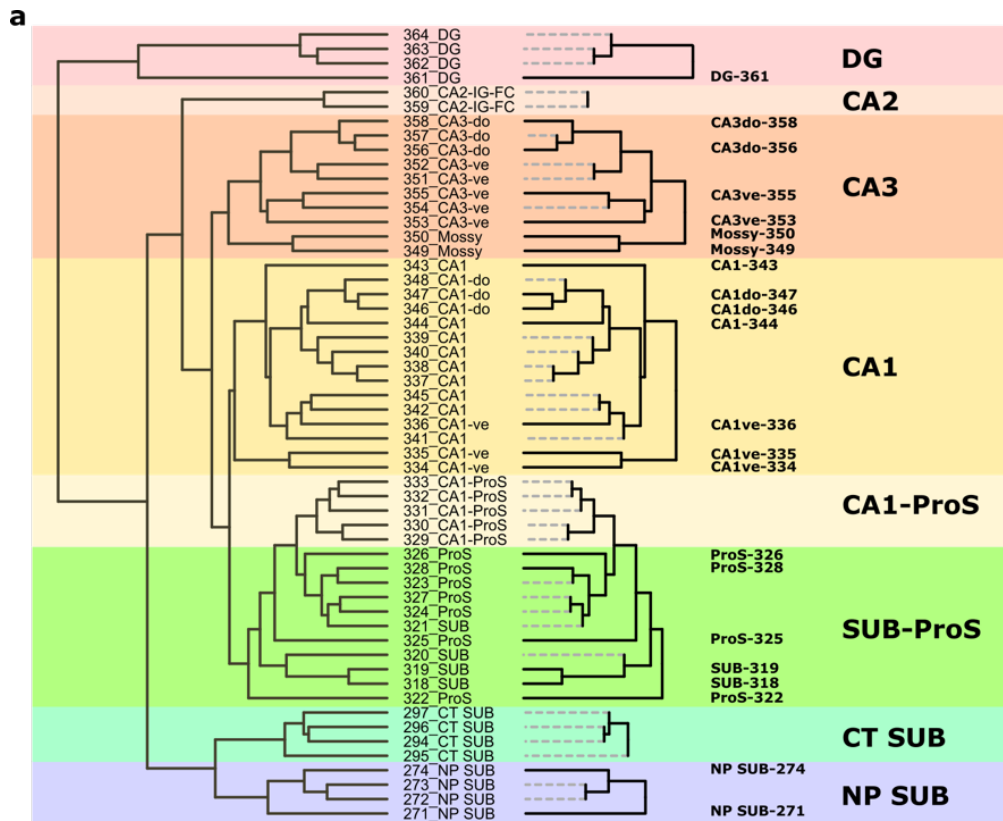 a
364_DG
363_DG
362_DG
361_DG DG-361
DG
360_CA2-IG-FC
359_CA2-IG-FC
CA2
358_CA3-do CA3do-358
357_CA3-do
356_CA3-do CA3do-356
352_CA3-ve
351_CA3-ve
355_CA3-ve CA3ve-355
354_CA3-ve
353_CA3-ve CA3ve-353
350_Mossy Mossy-350
349_Mossy Mossy-349
CA3
343_CA1 CA1-343
348_CA1-do
347_CA1-do CA1do-347
346_CA1-do CA1do-346
344_CA1 CA1-344
339_CA1
340_CA1
338_CA1
337_CA1
345_CA1
342_CA1
336_CA1-ve CA1ve-336
341_CA1
335_CA1-ve CA1ve-335
334_CA1-ve CA1ve-334
CA1
333_CA1-ProS
332_CA1-ProS
331_CA1-ProS
330_CA1-ProS
329_CA1-ProS
CA1-ProS
326_ProS ProS-326
328_ProS ProS-328
323_ProS
327_ProS
324_ProS
321_SUB
325_ProS ProS-325
320_SUB
319_SUB SUB-319
318_SUB SUB-318
322_ProS ProS-322
SUB-ProS
297_CT SUB
296_CT SUB
294_CT SUB
295_CT SUB
CT SUB
274_NP SUB NP SUB-274
273_NP SUB
272_NP SUB
271_NP SUB NP SUB-271
NP SUB